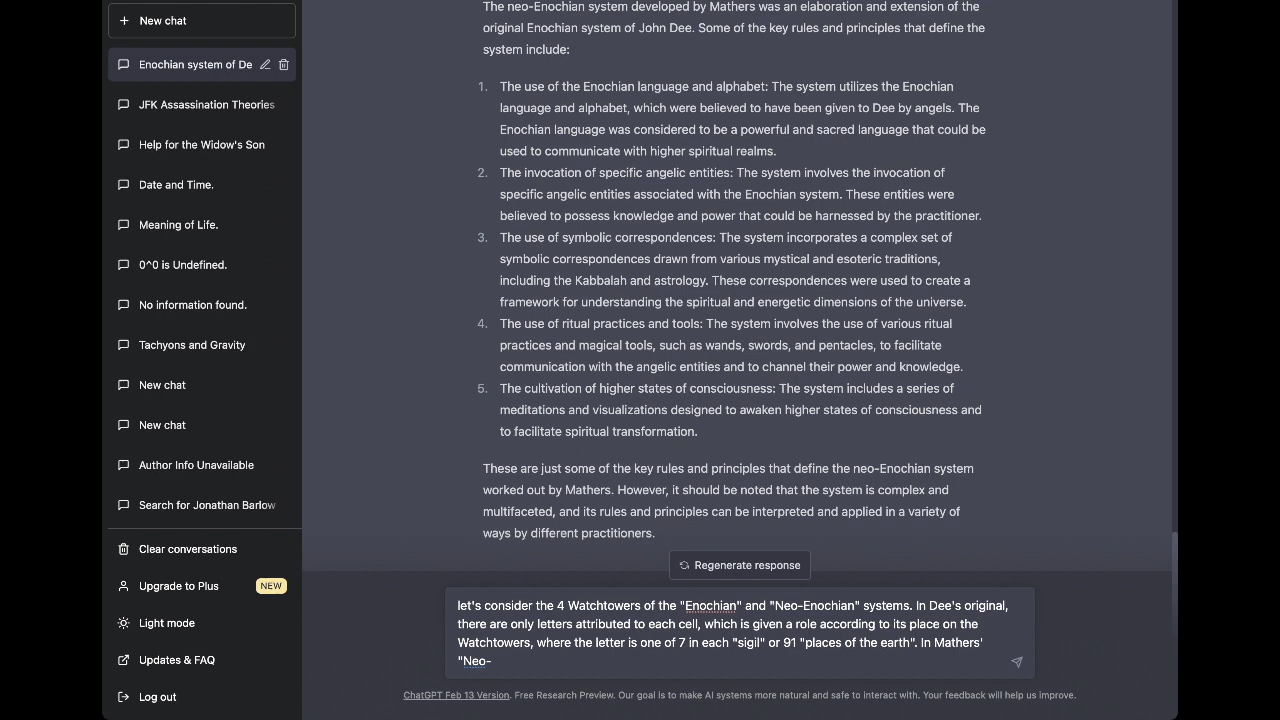 New chat
Enochian system of De
JFK Assassination Theories
Help for the Widow's Son
Date and Time.
Meaning of Life.
0^0 is Undefined.
No information found.
Tachyons and Gravity
New chat
New chat
Author Info Unavailable
Search for Jonathan Barlow
Clear conversations
Upgrade to Plus NEW
Light mode
Updates & FAQ
Log out
The neo-Enochian system developed by Mathers was an elaboration and extension of the
original Enochian system of John Dee. Some of the key rules and principles that define the
system include:
1. The use of the Enochian language and alphabet: The system utilizes the Enochian
language and alphabet, which were believed to have been given to Dee by angels. The
Enochian language was considered to be a powerful and sacred language that could be
used to communicate with higher spiritual realms.
2. The invocation of specific angelic entities: The system involves the invocation of
specific angelic entities associated with the Enochian system. These entities were
believed to possess knowledge and power that could be harnessed by the practitioner.
3. The use of symbolic correspondences: The system incorporates a complex set of
symbolic correspondences drawn from various mystical and esoteric traditions,
including the Kabbalah and astrology. These correspondences were used to create a
framework for understanding the spiritual and energetic dimensions of the universe.
4. The use of ritual practices and tools: The system involves the use of various ritual
practices and magical tools, such as wands, swords, and pentacles, to facilitate
communication with the angelic entities and to channel their power and knowledge.
5. The cultivation of higher states of consciousness: The system includes a series of
meditations and visualizations designed to awaken higher states of consciousness and
to facilitate spiritual transformation.
These are just some of the key rules and principles that define the neo-Enochian system
worked out by Mathers. However, it should be noted that the system is complex and
multifaceted, and its rules and principles can be interpreted and applied in a variety of
ways by different practitioners.
Regenerate response
let's consider the 4 Watchtowers of the "Enochian" and "Neo-Enochian" systems. In Dee's original,
there are only letters attributed to each cell, which is given a role according to its place on the
Watchtowers, where the letter is one of 7 in each "sigil" or 91 "places of the earth". In Mathers'
"Neo-
ChatGPT Feb 13 Version. Free Research Preview. Our goal is to make AI systems more natural and safe to interact with. Your feedback will help us improve.